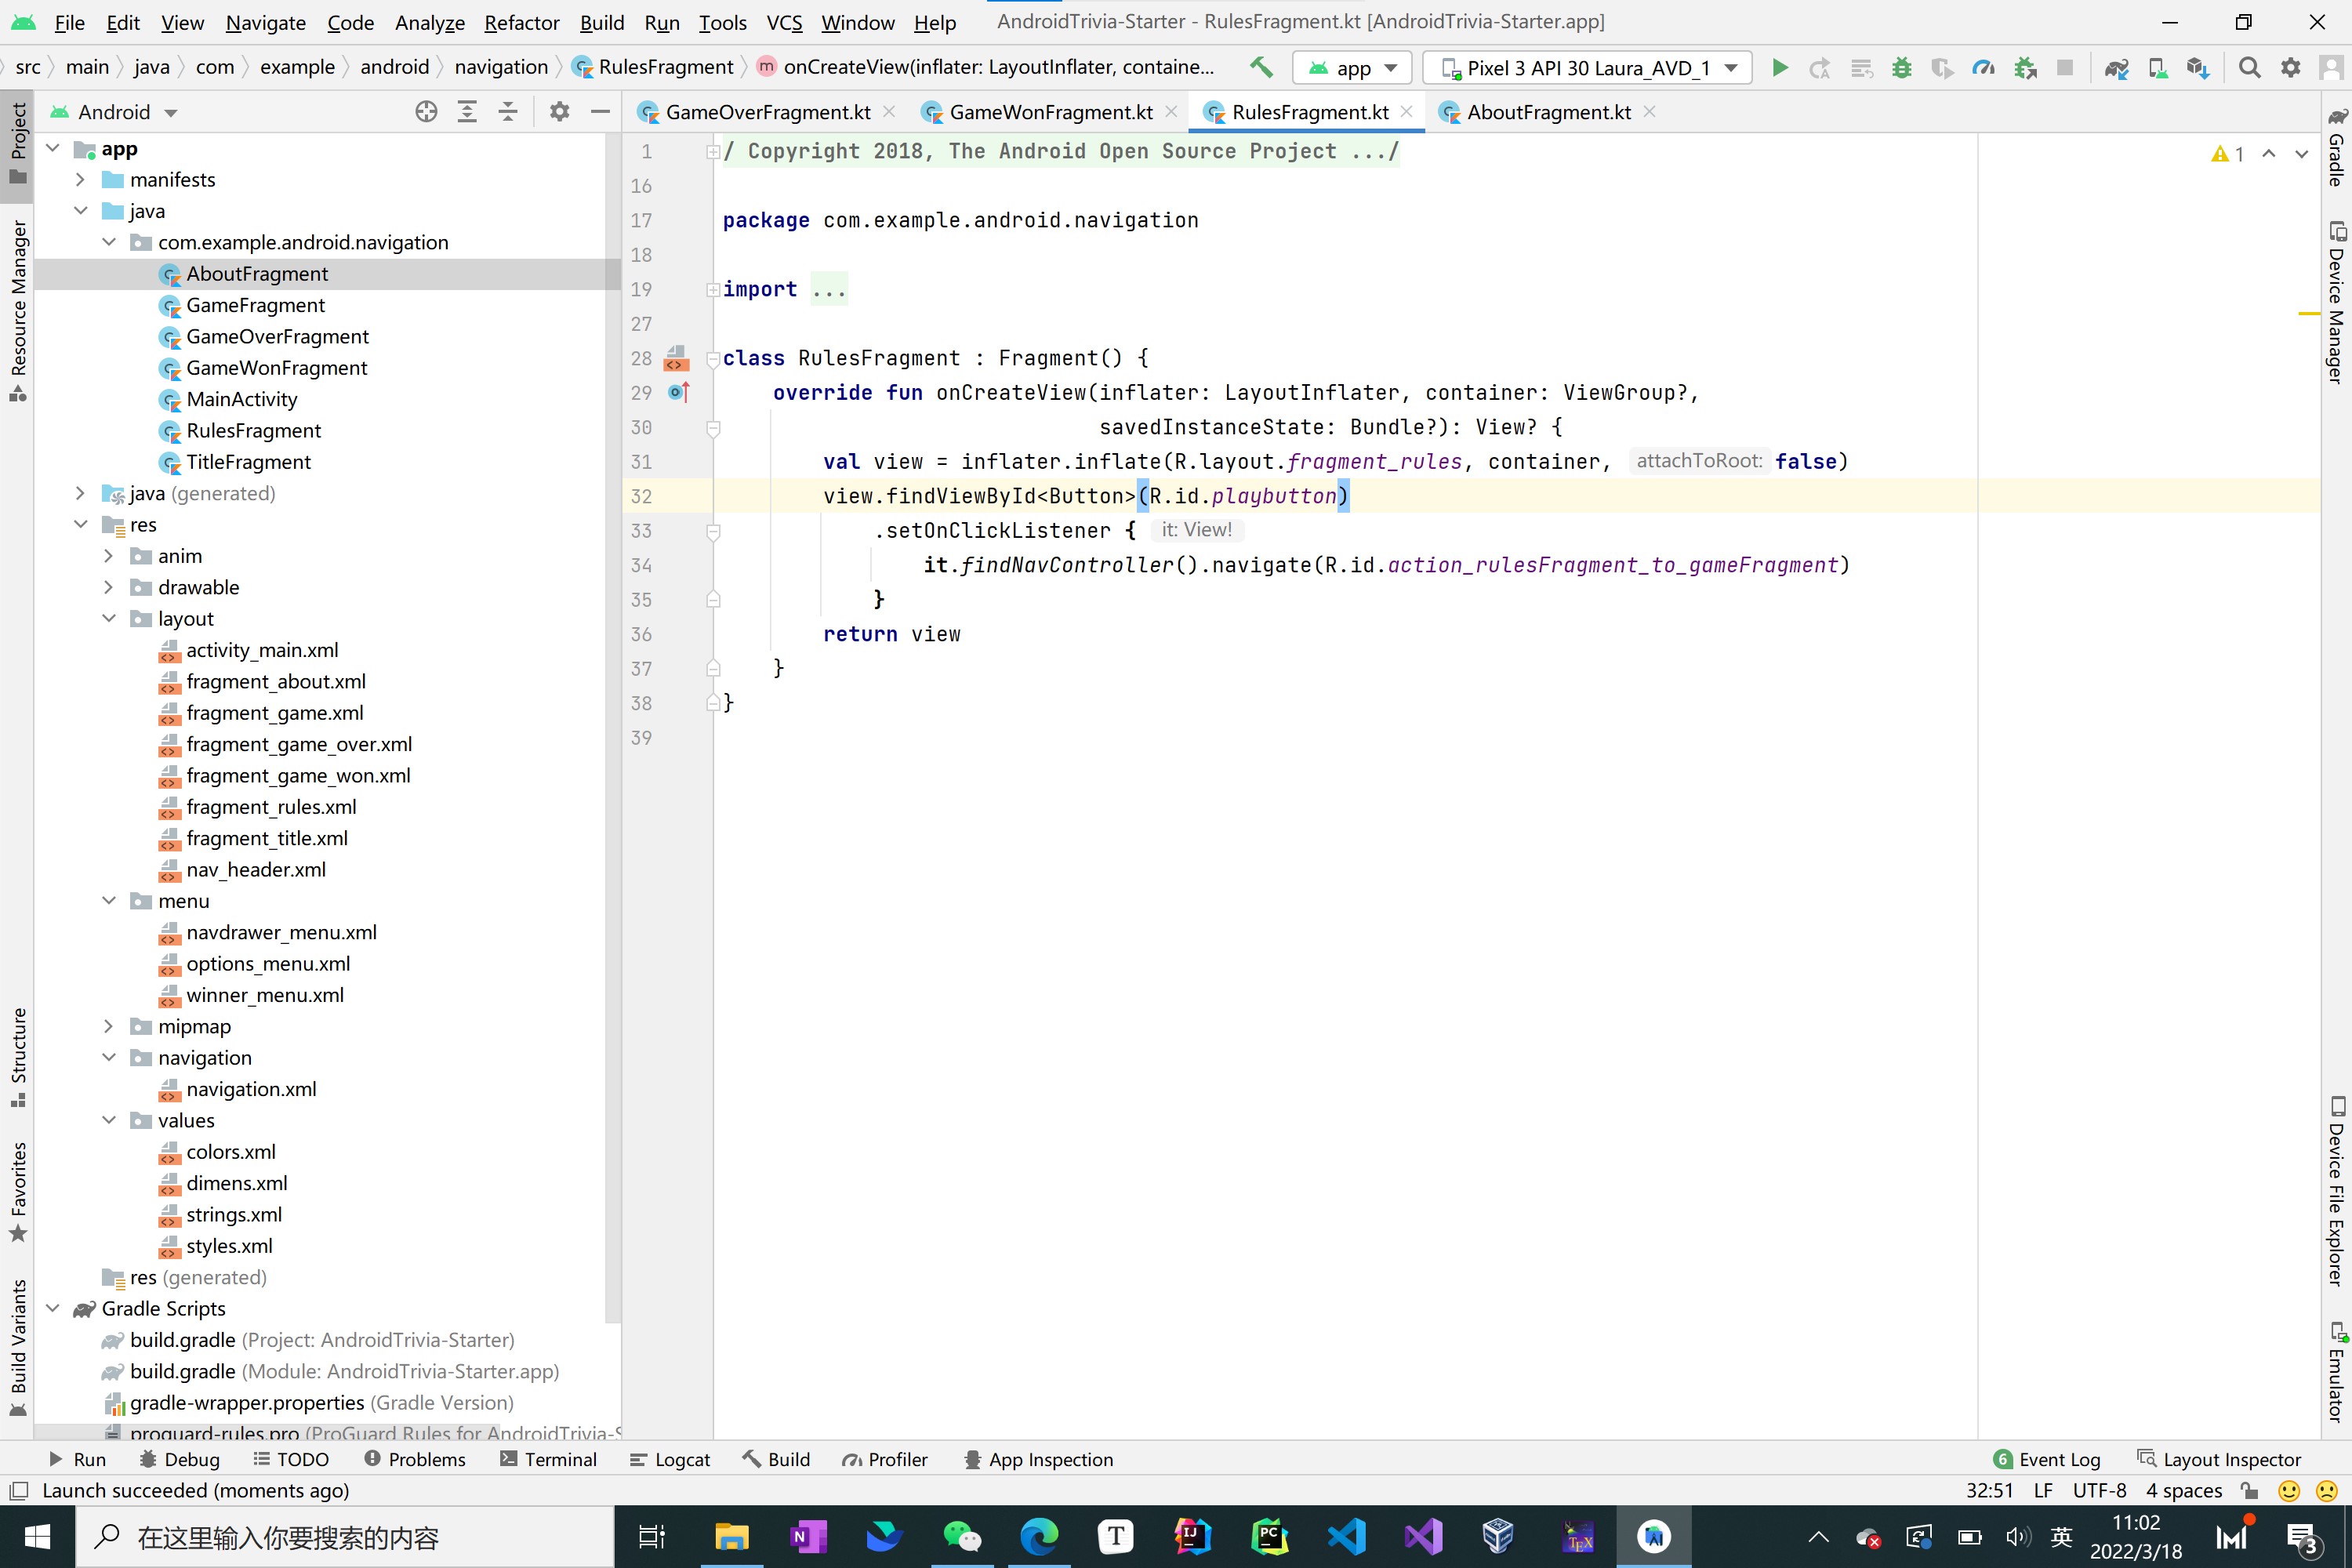 File Edit View Navigate Code Analyze Refactor Build Run Tools VCS Window Help AndroidTrivia-Starter - RulesFragment.kt [AndroidTrivia-Starter.app]
src main java com example android navigation RulesFragment onCreateView(inflater: LayoutInflater, containe... app Pixel 3 API 30 Laura_AVD_1
Project
Resource Manager
Structure
Favorites
Build Variants
Android
app
manifests
java
com.example.android.navigation
AboutFragment
GameFragment
GameOverFragment
GameWonFragment
MainActivity
RulesFragment
TitleFragment
java (generated)
res
anim
drawable
layout
activity_main.xml
fragment_about.xml
fragment_game.xml
fragment_game_over.xml
fragment_game_won.xml
fragment_rules.xml
fragment_title.xml
nav_header.xml
menu
navdrawer_menu.xml
options_menu.xml
winner_menu.xml
mipmap
navigation
navigation.xml
values
colors.xml
dimens.xml
strings.xml
styles.xml
res (generated)
Gradle Scripts
build.gradle (Project: AndroidTrivia-Starter)
build.gradle (Module: AndroidTrivia-Starter.app)
gradle-wrapper.properties (Gradle Version)
proguard-rules.pro (ProGuard Rules for AndroidTrivia-S
GameOverFragment.kt GameWonFragment.kt RulesFragment.kt AboutFragment.kt
1 / Copyright 2018, The Android Open Source Project .../
1
16
17 package com.example.android.navigation
18
19 import ...
27
28 class RulesFragment : Fragment() {
29 override fun onCreateView(inflater: LayoutInflater, container: ViewGroup?,
30 savedInstanceState: Bundle?): View? {
31 val view = inflater.inflate(R.layout.fragment_rules, container, attachToRoot: false)
32 view.findViewById<Button>(R.id.playbutton)
33 .setOnClickListener { it: View!
34 it.findNavController().navigate(R.id.action_rulesFragment_to_gameFragment)
35 }
36 return view
37 }
38 }
39
Gradle
Device Manager
Device File Explorer
Emulator
Run Debug TODO Problems Terminal Logcat Build Profiler App Inspection 6 Event Log Layout Inspector
Launch succeeded (moments ago) 32:51 LF UTF-8 4 spaces
在这里输入你要搜索的内容 N T IJ PC TEX 英 11:02 3
2022/3/18